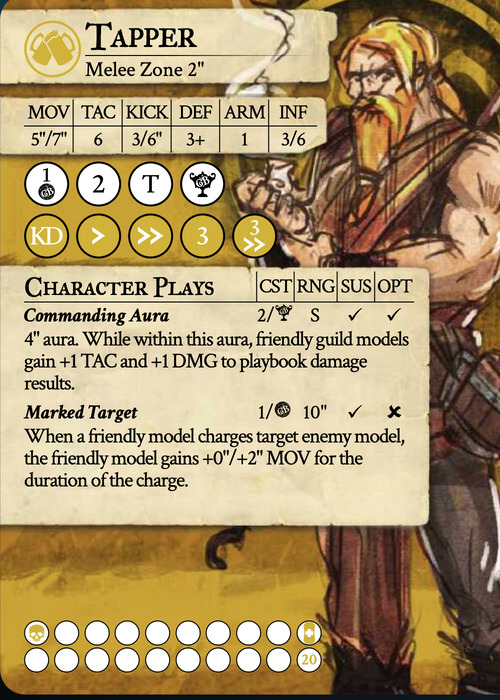 TAPPER
Melee Zone 2"
MOV TAC KICK DEF ARM INF
5"/7" 6 3/6" 3+ 1 3/6
1 GB 2 T GB
KD > >> 3 3 >>
CHARACTER PLAYS CST RNG SUS OPT
Commanding Aura 2/ S ✓ ✓
4" aura. While within this aura, friendly guild models
gain +1 TAC and +1 DMG to playbook damage
results.
Marked Target 1/GB 10" ✓ ✘
When a friendly model charges target enemy model,
the friendly model gains +0"/+2" MOV for the
duration of the charge.
20